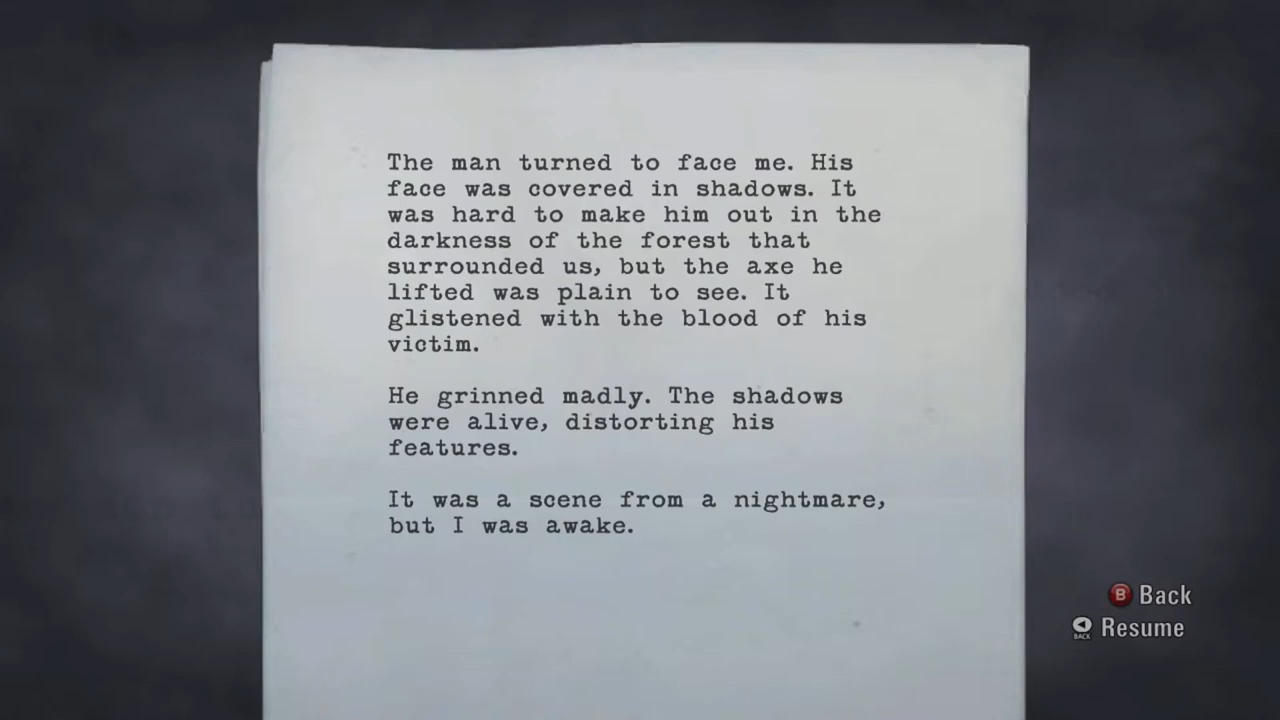 The man turned to face me. His
face was covered in shadows. It
was hard to make him out in the
darkness of the forest that
surrounded us, but the axe he
lifted was plain to see. It
glistened with the blood of his
victim.
He grinned madly. The shadows
were alive, distorting his
features.
It was a scene from a nightmare,
but I was awake.
B Back
BACK Resume